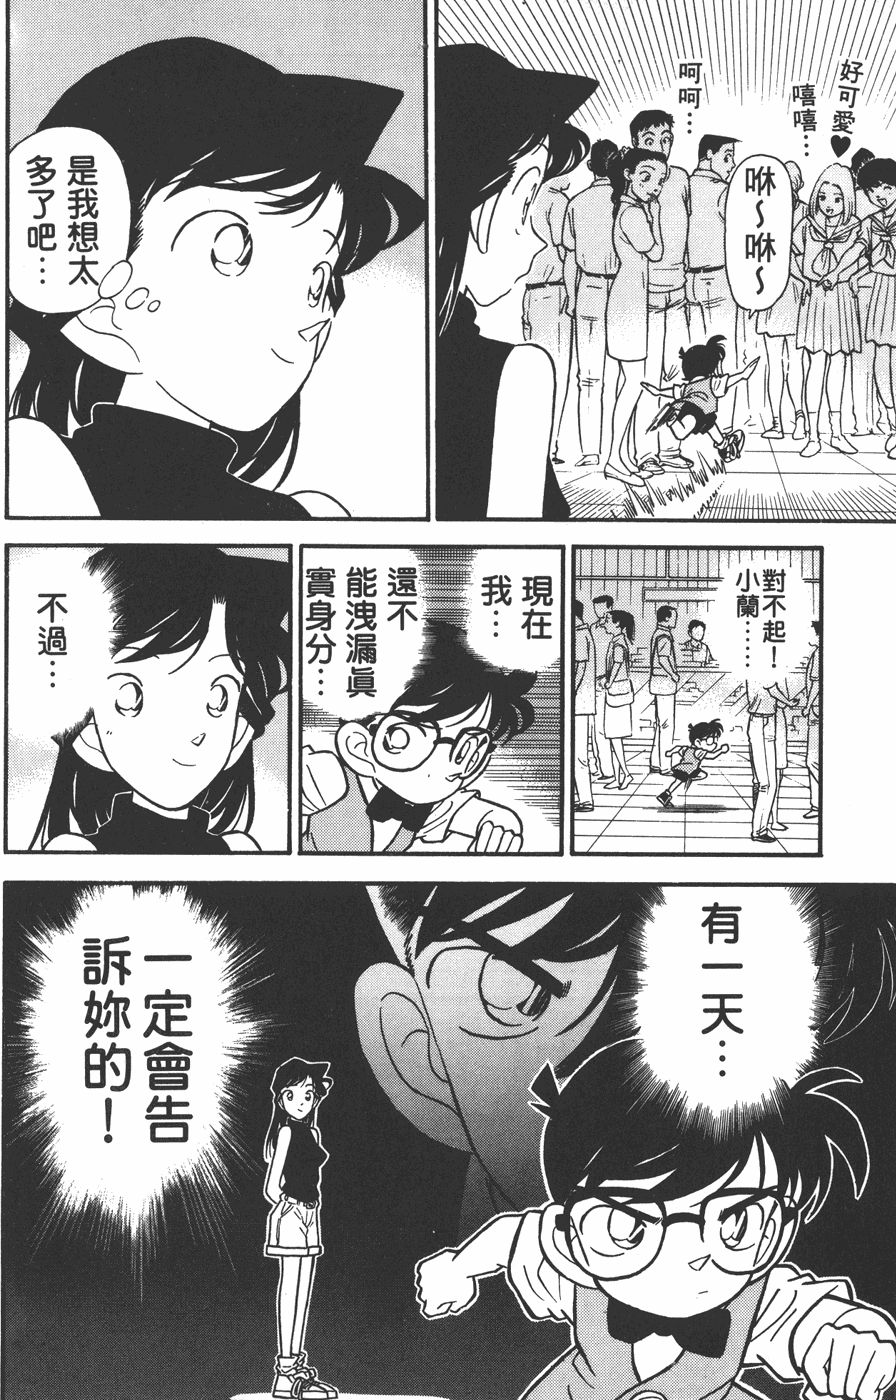 好可愛♥
嘻嘻…
咻～咻～
呵呵…
是我想太
多了吧…
對不起！
小蘭……
現在
我…
還不
能洩漏眞
實身分…
不過…
有一天…
一定會告
訴妳的！